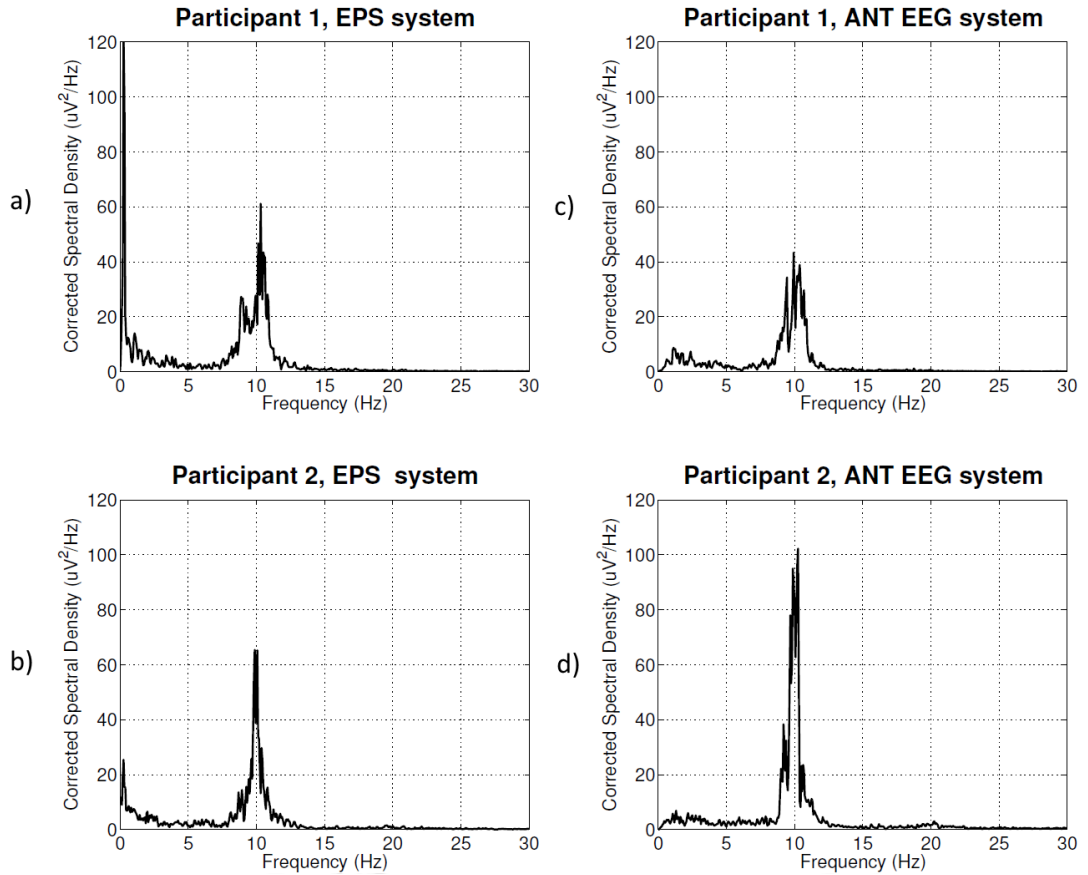 Participant 1, EPS system
a)
Corrected Spectral Density (uV²/Hz)
120
100
80
60
40
20
0
0 5 10 15 20 25 30
Frequency (Hz)
Participant 1, ANT EEG system
c)
Corrected Spectral Density (uV²/Hz)
120
100
80
60
40
20
0
0 5 10 15 20 25 30
Frequency (Hz)
Participant 2, EPS  system
b)
Corrected Spectral Density (uV²/Hz)
120
100
80
60
40
20
0
0 5 10 15 20 25 30
Frequency (Hz)
Participant 2, ANT EEG system
d)
Corrected Spectral Density (uV²/Hz)
120
100
80
60
40
20
0
0 5 10 15 20 25 30
Frequency (Hz)